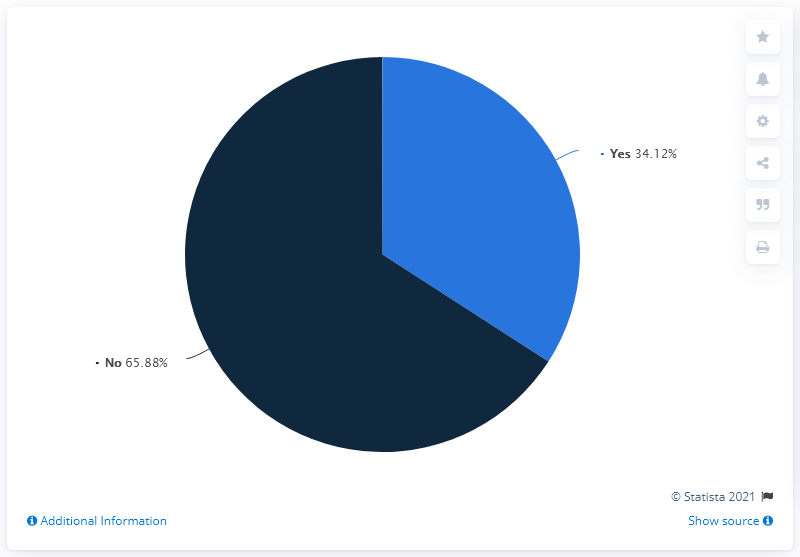 Yes 34.12%
No 65.88%
© Statista 2021
Additional Information
Show source